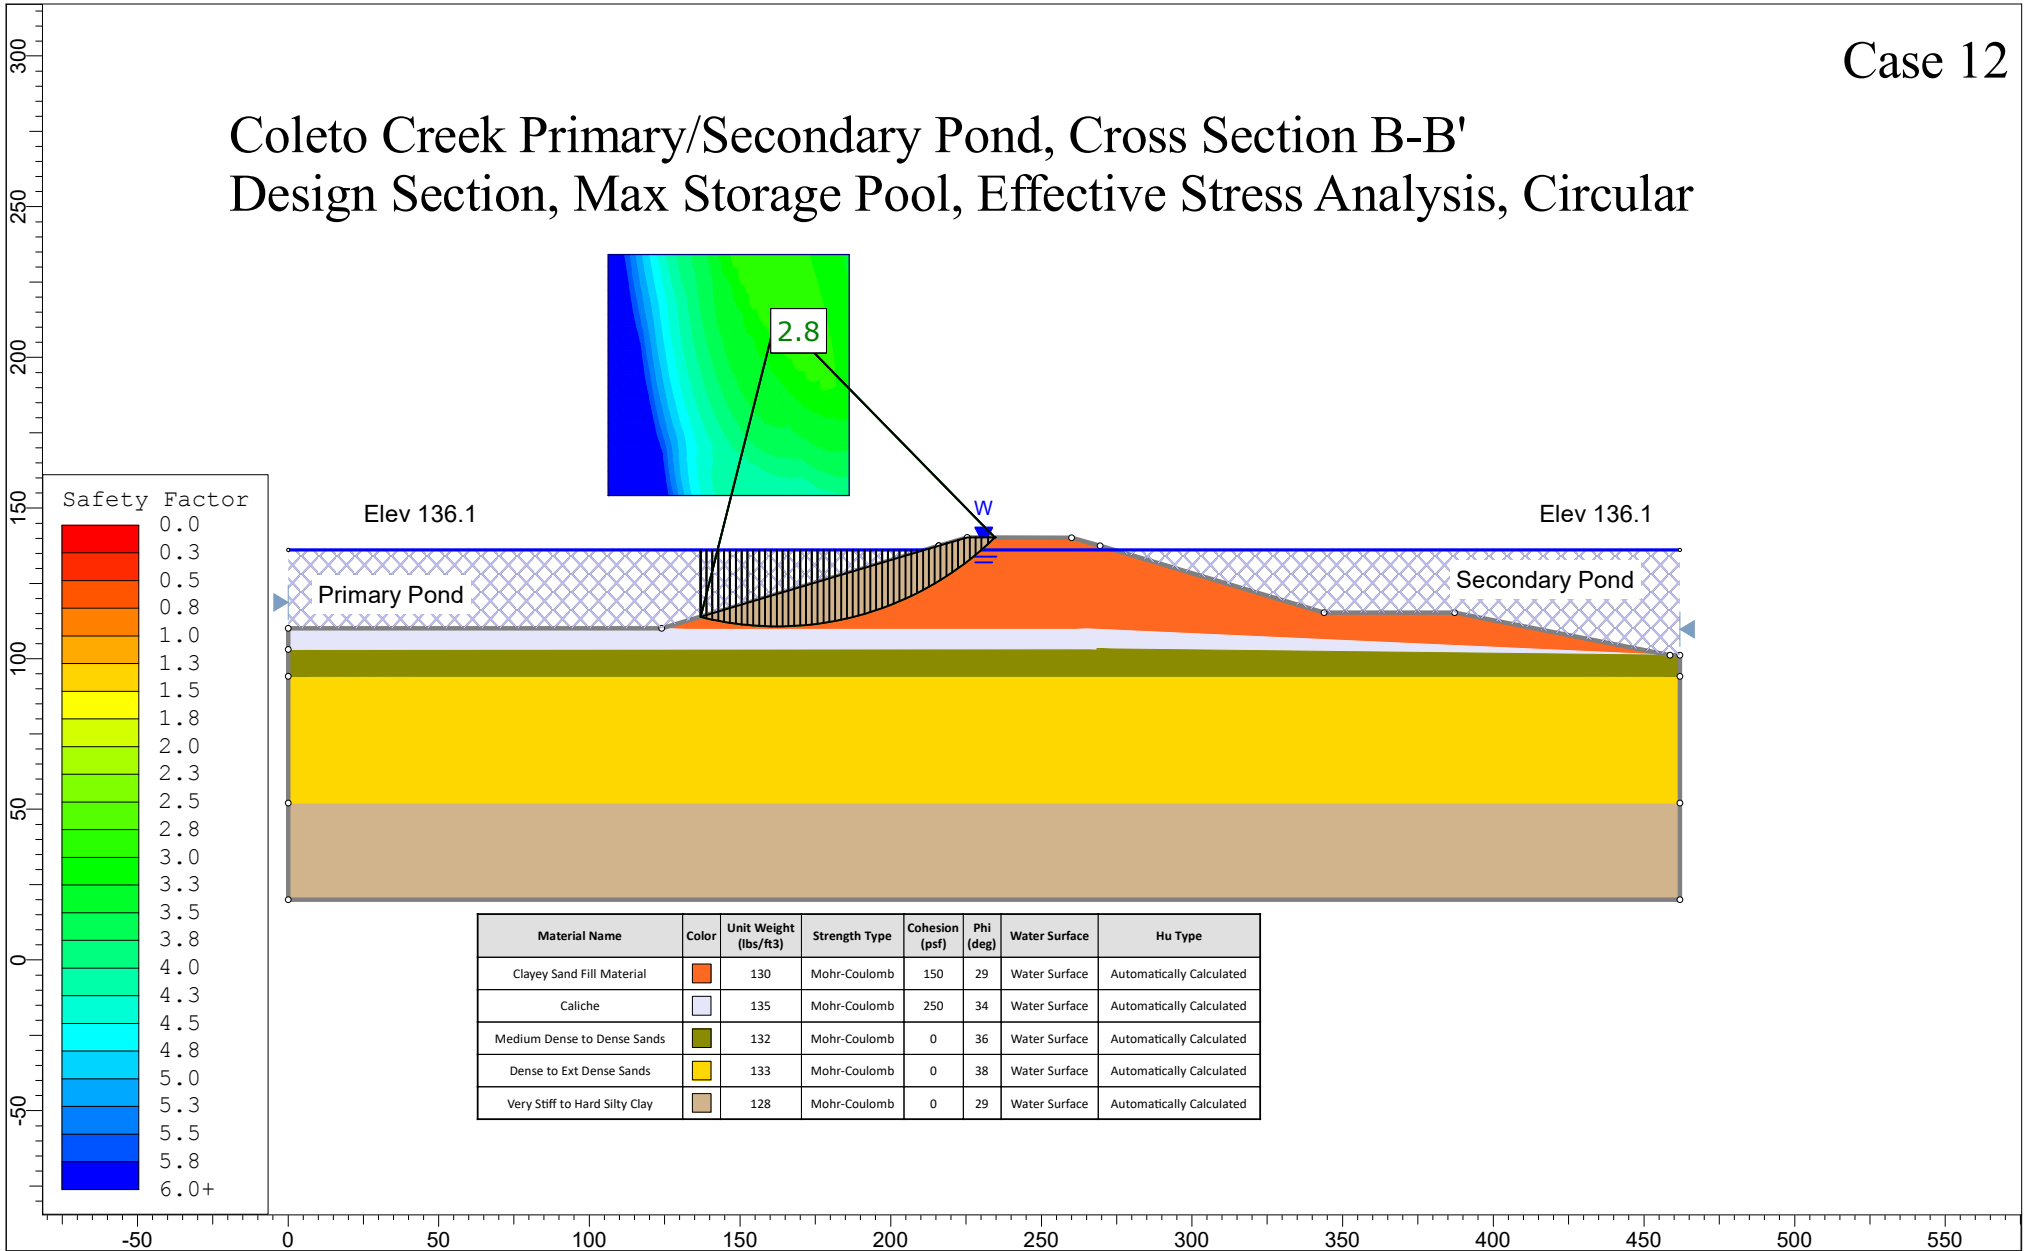 Case 12
Coleto Creek Primary/Secondary Pond, Cross Section B-B'
Design Section, Max Storage Pool, Effective Stress Analysis, Circular
300
250
200
150
100
50
0
-50
2.8
Safety Factor
0.0
0.3
0.5
0.8
1.0
1.3
1.5
1.8
2.0
2.3
2.5
2.8
3.0
3.3
3.5
3.8
4.0
4.3
4.5
4.8
5.0
5.3
5.5
5.8
6.0+
Elev 136.1
W
Elev 136.1
Primary Pond
Secondary Pond
Material Name Color Unit Weight (lbs/ft3) Strength Type Cohesion (psf) Phi (deg) Water Surface Hu Type
Clayey Sand Fill Material 130 Mohr-Coulomb 150 29 Water Surface Automatically Calculated
Caliche 135 Mohr-Coulomb 250 34 Water Surface Automatically Calculated
Medium Dense to Dense Sands 132 Mohr-Coulomb 0 36 Water Surface Automatically Calculated
Dense to Ext Dense Sands 133 Mohr-Coulomb 0 38 Water Surface Automatically Calculated
Very Stiff to Hard Silty Clay 128 Mohr-Coulomb 0 29 Water Surface Automatically Calculated
-50 0 50 100 150 200 250 300 350 400 450 500 550